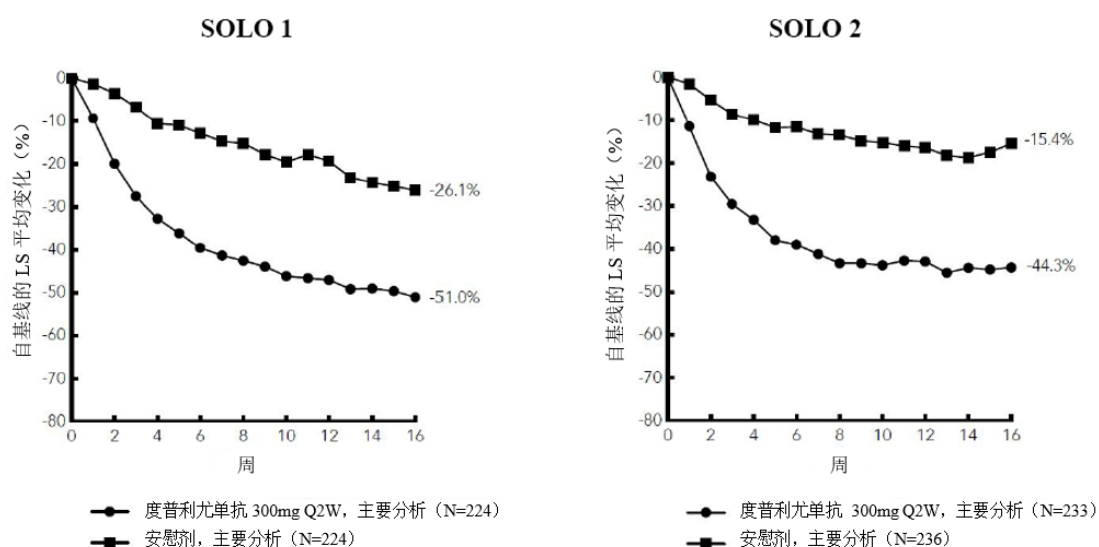 SOLO 1
0
-10
-20
-30
-40
-50
-60
-70
-80
自基线的 LS 平均变化（%）
-26.1%
-51.0%
0 2 4 6 8 10 12 14 16
周
度普利尤单抗 300mg Q2W，主要分析（N=224）
安慰剂，主要分析（N=224）
SOLO 2
0
-10
-20
-30
-40
-50
-60
-70
-80
自基线的 LS 平均变化（%）
-15.4%
-44.3%
0 2 4 6 8 10 12 14 16
周
度普利尤单抗 300mg Q2W，主要分析（N=233）
安慰剂，主要分析（N=236）